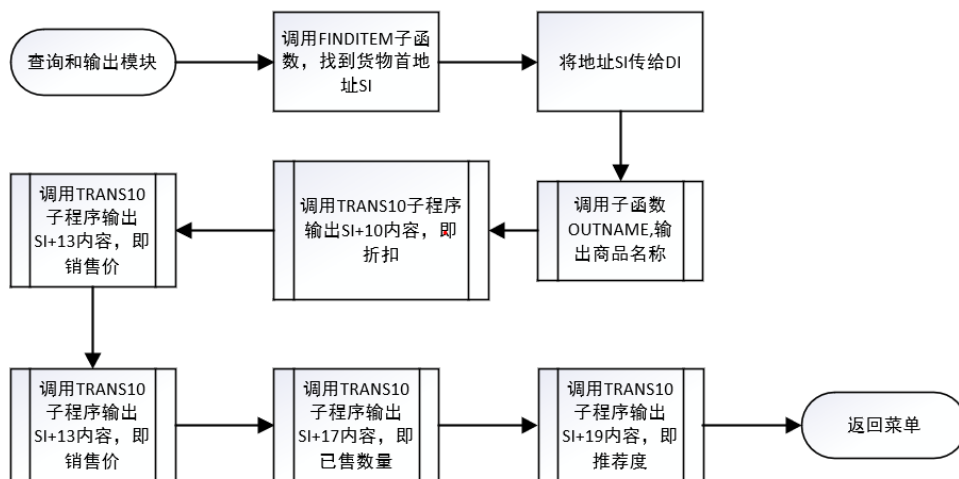 查询和输出模块
调用FINDITEM子函
数，找到货物首地
址SI
将地址SI传给DI
调用子函数
OUTNAME,输
出商品名称
调用TRANS10子程序
输出SI+10内容，即
折扣
调用TRANS10
子程序输出
SI+13内容，即
销售价
调用TRANS10
子程序输出
SI+13内容，即
销售价
调用TRANS10
子程序输出
SI+17内容，即
已售数量
调用TRANS10
子程序输出
SI+19内容，即
推荐度
返回菜单